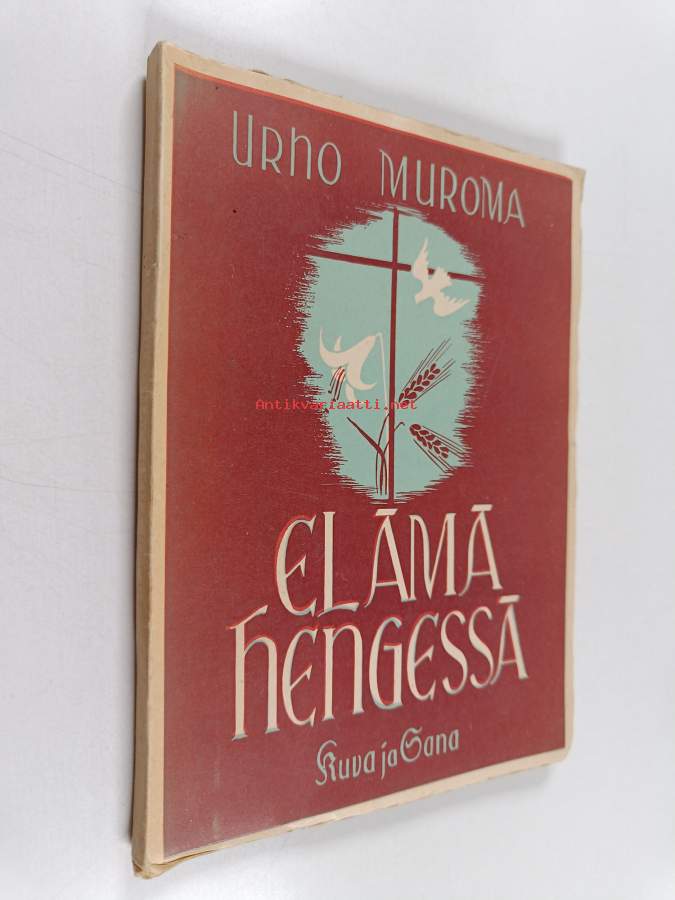 URHO MUROMA
Antikvariaatti.net
ELÄMÄ
HENGESSÄ
Kuva ja Sana